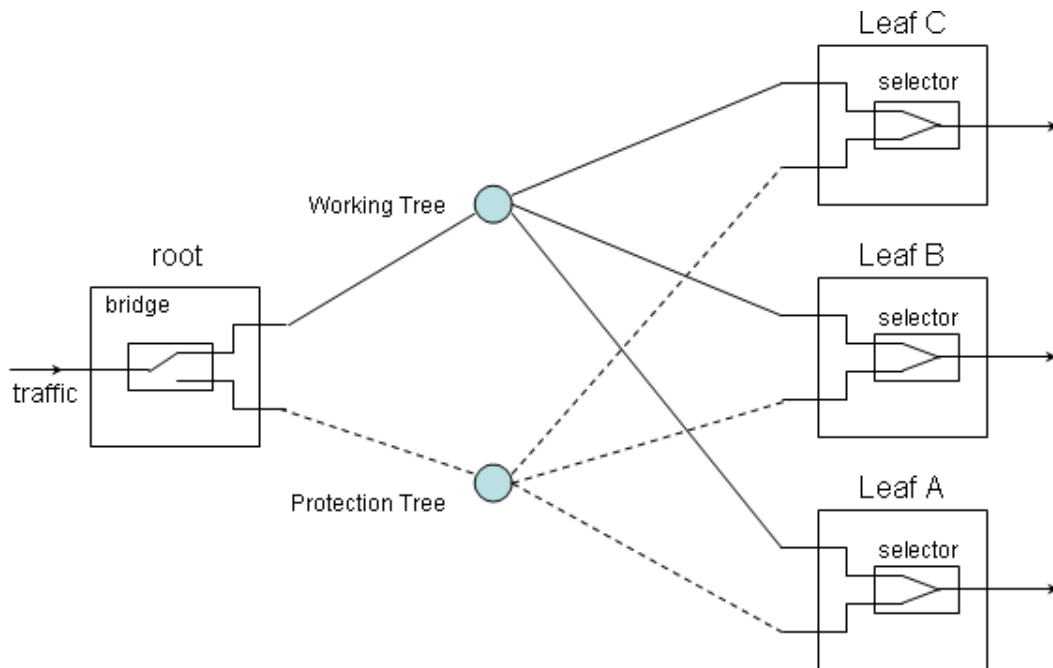 Leaf C
selector
Working Tree
root
Leaf B
bridge
selector
traffic
Protection Tree
Leaf A
selector